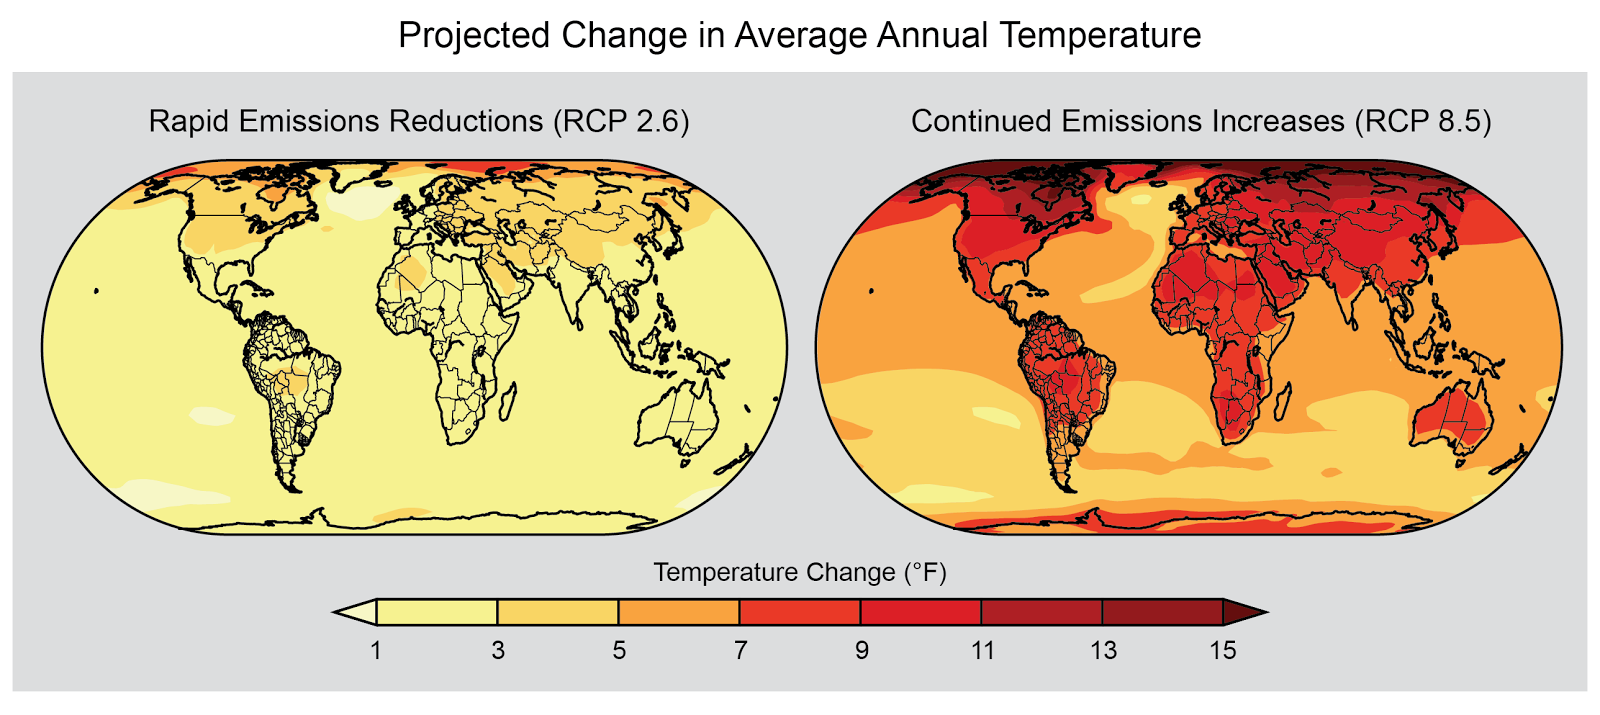 Projected Change in Average Annual Temperature
Rapid Emissions Reductions (RCP 2.6)
Continued Emissions Increases (RCP 8.5)
Temperature Change (°F)
1 3 5 7 9 11 13 15